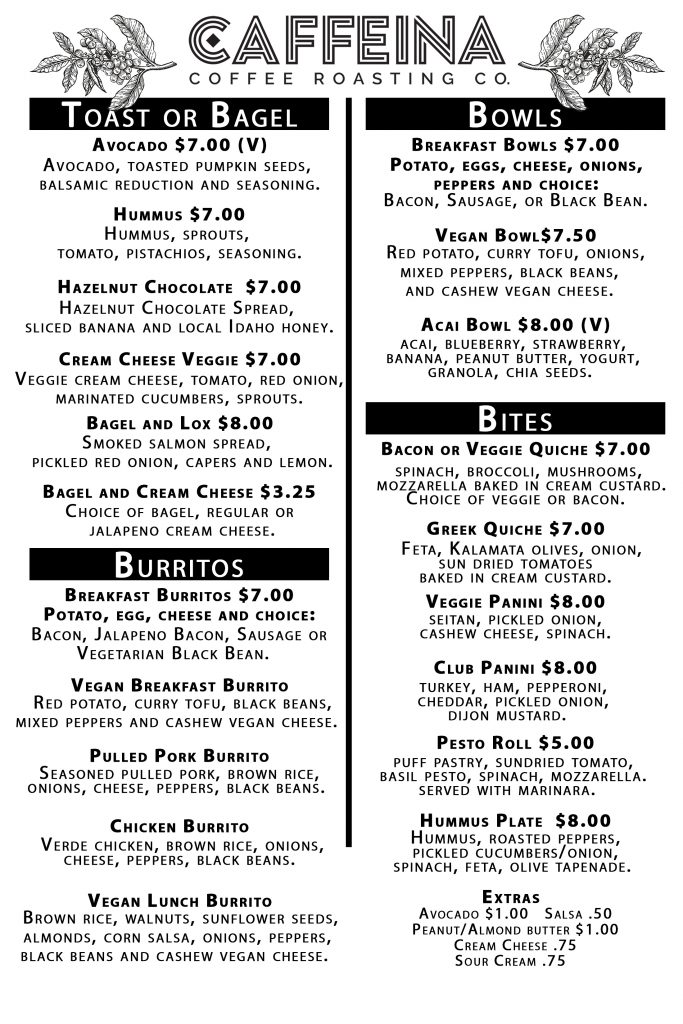 CAFFEINA
COFFEE ROASTING CO.
TOAST OR BAGEL
AVOCADO $7.00 (V)
AVOCADO, TOASTED PUMPKIN SEEDS,
BALSAMIC REDUCTION AND SEASONING.
HUMMUS $7.00
HUMMUS, SPROUTS,
TOMATO, PISTACHIOS, SEASONING.
HAZELNUT CHOCOLATE $7.00
HAZELNUT CHOCOLATE SPREAD,
SLICED BANANA AND LOCAL IDAHO HONEY.
CREAM CHEESE VEGGIE $7.00
VEGGIE CREAM CHEESE, TOMATO, RED ONION,
MARINATED CUCUMBERS, SPROUTS.
BAGEL AND LOX $8.00
SMOKED SALMON SPREAD,
PICKLED RED ONION, CAPERS AND LEMON.
BAGEL AND CREAM CHEESE $3.25
CHOICE OF BAGEL, REGULAR OR
JALAPENO CREAM CHEESE.
BURRITOS
BREAKFAST BURRITOS $7.00
POTATO, EGG, CHEESE AND CHOICE:
BACON, JALAPENO BACON, SAUSAGE OR
VEGETARIAN BLACK BEAN.
VEGAN BREAKFAST BURRITO
RED POTATO, CURRY TOFU, BLACK BEANS,
MIXED PEPPERS AND CASHEW VEGAN CHEESE.
PULLED PORK BURRITO
SEASONED PULLED PORK, BROWN RICE,
ONIONS, CHEESE, PEPPERS, BLACK BEANS.
CHICKEN BURRITO
VERDE CHICKEN, BROWN RICE, ONIONS,
CHEESE, PEPPERS, BLACK BEANS.
VEGAN LUNCH BURRITO
BROWN RICE, WALNUTS, SUNFLOWER SEEDS,
ALMONDS, CORN SALSA, ONIONS, PEPPERS,
BLACK BEANS AND CASHEW VEGAN CHEESE.
BOWLS
BREAKFAST BOWLS $7.00
POTATO, EGGS, CHEESE, ONIONS,
PEPPERS AND CHOICE:
BACON, SAUSAGE, OR BLACK BEAN.
VEGAN BOWL$7.50
RED POTATO, CURRY TOFU, ONIONS,
MIXED PEPPERS, BLACK BEANS,
AND CASHEW VEGAN CHEESE.
ACAI BOWL $8.00 (V)
ACAI, BLUEBERRY, STRAWBERRY,
BANANA, PEANUT BUTTER, YOGURT,
GRANOLA, CHIA SEEDS.
BITES
BACON OR VEGGIE QUICHE $7.00
SPINACH, BROCCOLI, MUSHROOMS,
MOZZARELLA BAKED IN CREAM CUSTARD.
CHOICE OF VEGGIE OR BACON.
GREEK QUICHE $7.00
FETA, KALAMATA OLIVES, ONION,
SUN DRIED TOMATOES
BAKED IN CREAM CUSTARD.
VEGGIE PANINI $8.00
SEITAN, PICKLED ONION,
CASHEW CHEESE, SPINACH.
CLUB PANINI $8.00
TURKEY, HAM, PEPPERONI,
CHEDDAR, PICKLED ONION,
DIJON MUSTARD.
PESTO ROLL $5.00
PUFF PASTRY, SUNDRIED TOMATO,
BASIL PESTO, SPINACH, MOZZARELLA.
SERVED WITH MARINARA.
HUMMUS PLATE $8.00
HUMMUS, ROASTED PEPPERS,
PICKLED CUCUMBERS/ONION,
SPINACH, FETA, OLIVE TAPENADE.
EXTRAS
AVOCADO $1.00 SALSA .50
PEANUT/ALMOND BUTTER $1.00
CREAM CHEESE .75
SOUR CREAM .75